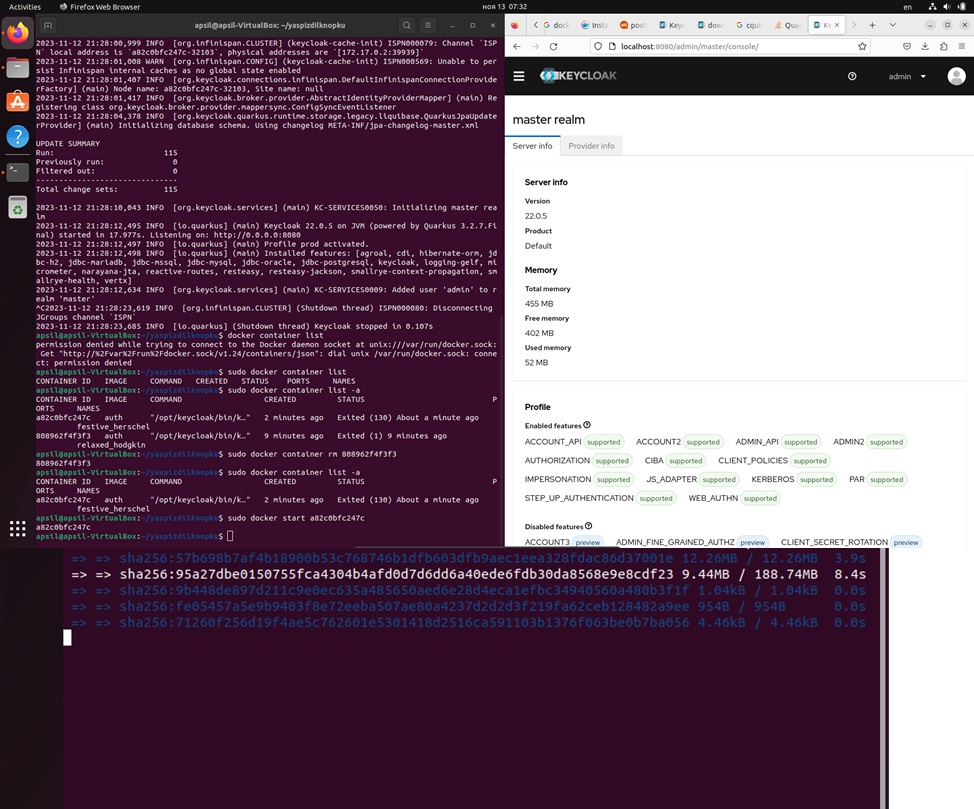 Activities
Firefox Web Browser
ноя 13 07:32
en
apsil@apsil-VirtualBox: ~/yaspizdilknopku
2023-11-12 21:28:00,999 INFO  [org.infinispan.CLUSTER] (keycloak-cache-init) ISPN000079: Channel `ISP
N` local address is `a82c0bfc247c-32103`, physical addresses are `[172.17.0.2:39939]`
2023-11-12 21:28:01,008 WARN  [org.infinispan.CONFIG] (keycloak-cache-init) ISPN000569: Unable to per
sist Infinispan internal caches as no global state enabled
2023-11-12 21:28:01,407 INFO  [org.keycloak.connections.infinispan.DefaultInfinispanConnectionProvide
rFactory] (main) Node name: a82c0bfc247c-32103, Site name: null
2023-11-12 21:28:01,417 INFO  [org.keycloak.broker.provider.AbstractIdentityProviderMapper] (main) Re
gistering class org.keycloak.broker.provider.mappersync.ConfigSyncEventListener
2023-11-12 21:28:04,378 INFO  [org.keycloak.quarkus.runtime.storage.legacy.liquibase.QuarkusJpaUpdate
rProvider] (main) Initializing database schema. Using changelog META-INF/jpa-changelog-master.xml
UPDATE SUMMARY
Run: 115
Previously run: 0
Filtered out: 0
-------------------------------
Total change sets: 115
2023-11-12 21:28:10,043 INFO  [org.keycloak.services] (main) KC-SERVICES0050: Initializing master rea
lm
2023-11-12 21:28:12,495 INFO  [io.quarkus] (main) Keycloak 22.0.5 on JVM (powered by Quarkus 3.2.7.Fi
nal) started in 17.977s. Listening on: http://0.0.0.0:8080
2023-11-12 21:28:12,497 INFO  [io.quarkus] (main) Profile prod activated.
2023-11-12 21:28:12,498 INFO  [io.quarkus] (main) Installed features: [agroal, cdi, hibernate-orm, jd
bc-h2, jdbc-mariadb, jdbc-mssql, jdbc-mysql, jdbc-oracle, jdbc-postgresql, keycloak, logging-gelf, mi
crometer, narayana-jta, reactive-routes, resteasy, resteasy-jackson, smallrye-context-propagation, sm
allrye-health, vertx]
2023-11-12 21:28:12,634 INFO  [org.keycloak.services] (main) KC-SERVICES0009: Added user 'admin' to r
ealm 'master'
^C2023-11-12 21:28:23,619 INFO  [org.infinispan.CLUSTER] (Shutdown thread) ISPN000080: Disconnecting
JGroups channel `ISPN`
2023-11-12 21:28:23,685 INFO  [io.quarkus] (Shutdown thread) Keycloak stopped in 0.107s
apsil@apsil-VirtualBox:~/yaspizdilknopku$ docker container list
permission denied while trying to connect to the Docker daemon socket at unix:///var/run/docker.sock:
Get "http://%2Fvar%2Frun%2Fdocker.sock/v1.24/containers/json": dial unix /var/run/docker.sock: conne
ct: permission denied
apsil@apsil-VirtualBox:~/yaspizdilknopku$ sudo docker container list
CONTAINER ID   IMAGE     COMMAND   CREATED   STATUS    PORTS     NAMES
apsil@apsil-VirtualBox:~/yaspizdilknopku$ sudo docker container list -a
CONTAINER ID   IMAGE     COMMAND                  CREATED         STATUS                            P
ORTS     NAMES
a82c0bfc247c   auth      "/opt/keycloak/bin/k…"   2 minutes ago   Exited (130) About a minute ago
festive_herschel
808962f4f3f3   auth      "/opt/keycloak/bin/k…"   9 minutes ago   Exited (1) 9 minutes ago
relaxed_hodgkin
apsil@apsil-VirtualBox:~/yaspizdilknopku$ sudo docker container rm 808962f4f3f3
808962f4f3f3
apsil@apsil-VirtualBox:~/yaspizdilknopku$ sudo docker container list -a
CONTAINER ID   IMAGE     COMMAND                  CREATED         STATUS                            P
ORTS     NAMES
a82c0bfc247c   auth      "/opt/keycloak/bin/k…"   2 minutes ago   Exited (130) About a minute ago
festive_herschel
apsil@apsil-VirtualBox:~/yaspizdilknopku$ sudo docker start a82c0bfc247c
a82c0bfc247c
apsil@apsil-VirtualBox:~/yaspizdilknopku$
g docl
Insta
post
Keyc
dow
G cqui
Qua
Ke
localhost:8080/admin/master/console/
KEYCLOAK
admin
master realm
Server info
Provider info
Server info
Version
22.0.5
Product
Default
Memory
Total memory
455 MB
Free memory
402 MB
Used memory
52 MB
Profile
Enabled features
ACCOUNT_API supported ACCOUNT2 supported ADMIN_API supported ADMIN2 supported
AUTHORIZATION supported CIBA supported CLIENT_POLICIES supported
IMPERSONATION supported JS_ADAPTER supported KERBEROS supported PAR supported
STEP_UP_AUTHENTICATION supported WEB_AUTHN supported
Disabled features
ACCOUNT3 preview ADMIN_FINE_GRAINED_AUTHZ preview CLIENT_SECRET_ROTATION preview
=> => sha256:57b698b7af4b18900b53c768746b1dfb603dfb9aec1eea328fdac86d37001e 12.26MB / 12.26MB  3.9s
=> => sha256:95a27dbe0150755fca4304b4afd0d7d6dd6a40ede6fdb30da8568e9e8cdf23 9.44MB / 188.74MB  8.4s
=> => sha256:9b448de897d211c9e0ec635a485650aed6e28d4eca1efbc34940560a480b3f1f 1.04kB / 1.04kB  0.0s
=> => sha256:fe05457a5e9b9403f8e72eeba507ae80a4237d2d2d3f219fa62ceb128482a9ee 954B / 954B      0.0s
=> => sha256:71260f256d19f4ae5c762601e5301418d2516ca591103b1376f063be0b7ba056 4.46kB / 4.46kB  0.0s